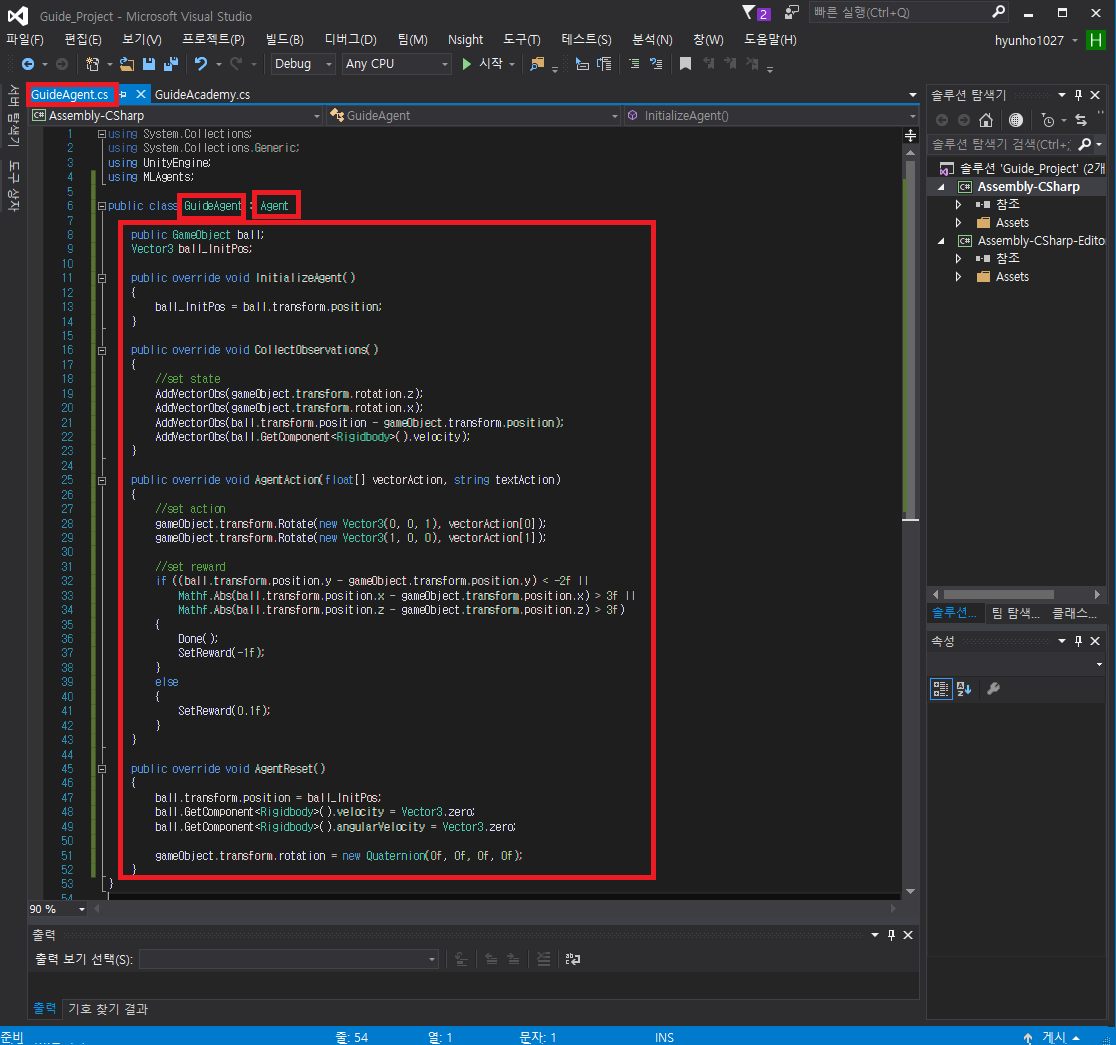 Guide_Project - Microsoft Visual Studio
2
빠른 실행(Ctrl+Q)
파일(F) 편집(E) 보기(V) 프로젝트(P) 빌드(B) 디버그(D) 팀(M) Nsight 도구(T) 테스트(S) 분석(N) 창(W) 도움말(H)
hyunho1027
H
Debug Any CPU 시작
서버 탐색기
도구 상자
GuideAgent.cs GuideAcademy.cs
C# Assembly-CSharp GuideAgent InitializeAgent()
1 using System.Collections;
2 using System.Collections.Generic;
3 using UnityEngine;
4 using MLAgents;
5
6 public class GuideAgent : Agent
7
8 public GameObject ball;
9 Vector3 ball_InitPos;
10
11 public override void InitializeAgent()
12 {
13 ball_InitPos = ball.transform.position;
14 }
15
16 public override void CollectObservations()
17 {
18 //set state
19 AddVectorObs(gameObject.transform.rotation.z);
20 AddVectorObs(gameObject.transform.rotation.x);
21 AddVectorObs(ball.transform.position - gameObject.transform.position);
22 AddVectorObs(ball.GetComponent<Rigidbody>().velocity);
23 }
24
25 public override void AgentAction(float[] vectorAction, string textAction)
26 {
27 //set action
28 gameObject.transform.Rotate(new Vector3(0, 0, 1), vectorAction[0]);
29 gameObject.transform.Rotate(new Vector3(1, 0, 0), vectorAction[1]);
30
31 //set reward
32 if ((ball.transform.position.y - gameObject.transform.position.y) < -2f ||
33 Mathf.Abs(ball.transform.position.x - gameObject.transform.position.x) > 3f ||
34 Mathf.Abs(ball.transform.position.z - gameObject.transform.position.z) > 3f)
35 {
36 Done();
37 SetReward(-1f);
38 }
39 else
40 {
41 SetReward(0.1f);
42 }
43 }
44
45 public override void AgentReset()
46 {
47 ball.transform.position = ball_InitPos;
48 ball.GetComponent<Rigidbody>().velocity = Vector3.zero;
49 ball.GetComponent<Rigidbody>().angularVelocity = Vector3.zero;
50
51 gameObject.transform.rotation = new Quaternion(0f, 0f, 0f, 0f);
52 }
53 }
54
90 %
솔루션 탐색기
솔루션 탐색기 검색(Ctrl+;)
솔루션 'Guide_Project' (2개
C# Assembly-CSharp
참조
Assets
C# Assembly-CSharp-Edito
참조
Assets
솔루션... 팀 탐색... 클래스...
속성
출력
출력 보기 선택(S):
출력 기호 찾기 결과
준비 줄: 54 열: 1 문자: 1 INS 게시